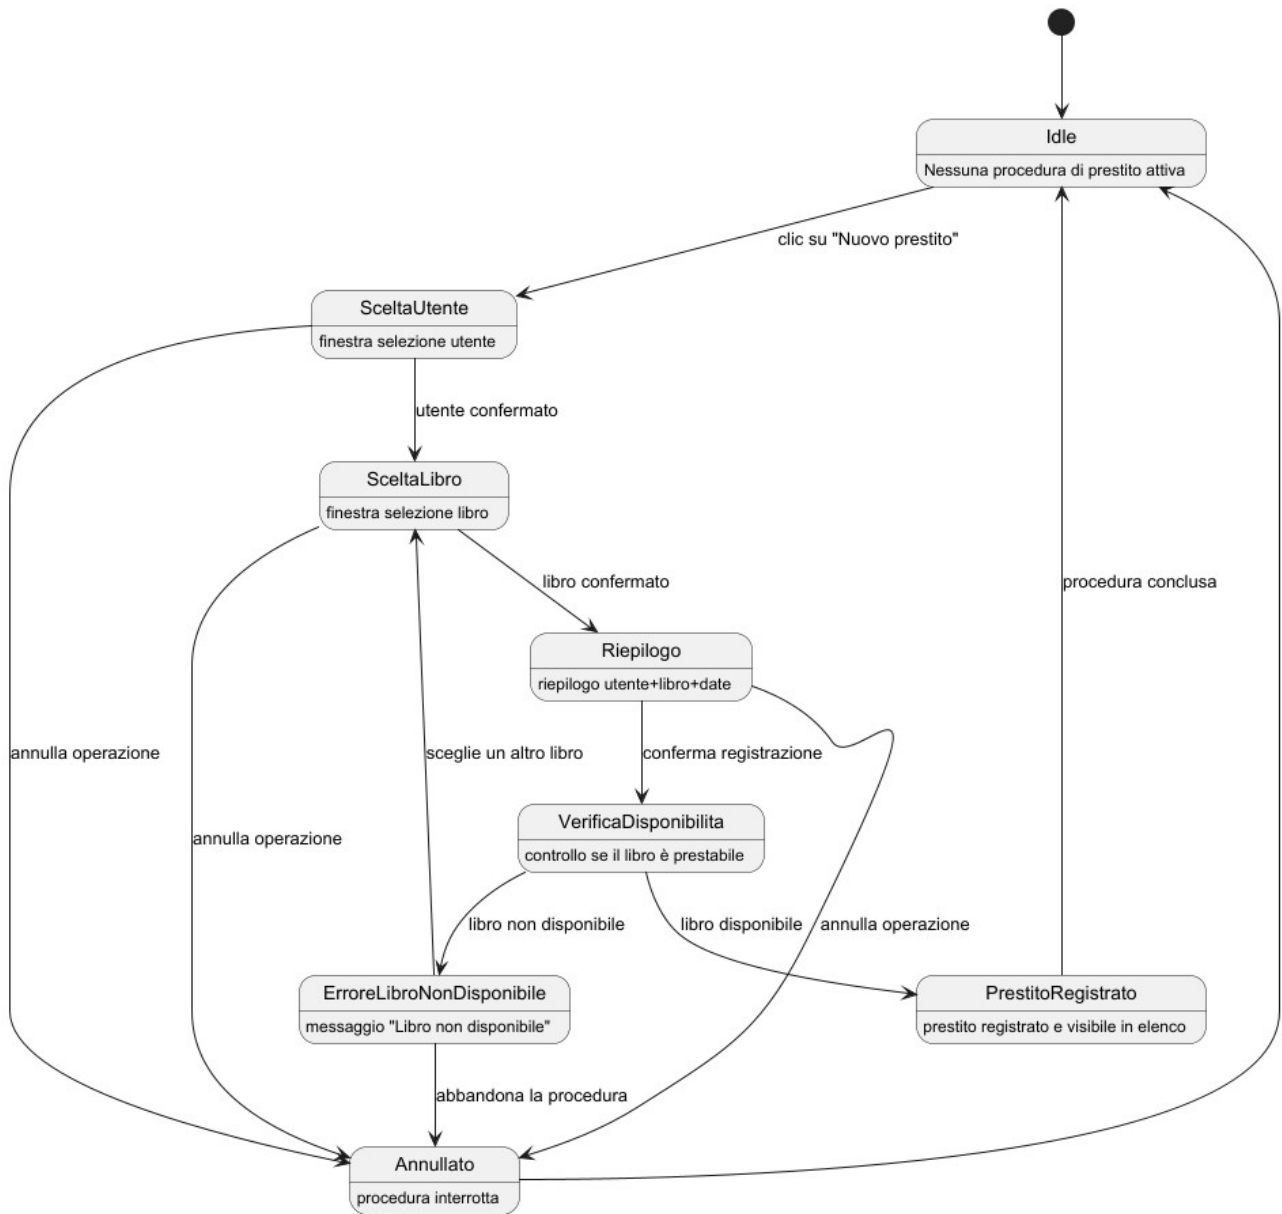 Idle
Nessuna procedura di prestito attiva
clic su "Nuovo prestito"
SceltaUtente
finestra selezione utente
utente confermato
SceltaLibro
finestra selezione libro
libro confermato
procedura conclusa
Riepilogo
riepilogo utente+libro+date
annulla operazione
sceglie un altro libro
conferma registrazione
VerificaDisponibilita
controllo se il libro è prestabile
annulla operazione
libro non disponibile
libro disponibile
annulla operazione
ErroreLibroNonDisponibile
messaggio "Libro non disponibile"
PrestitoRegistrato
prestito registrato e visibile in elenco
abbandona la procedura
Annullato
procedura interrotta